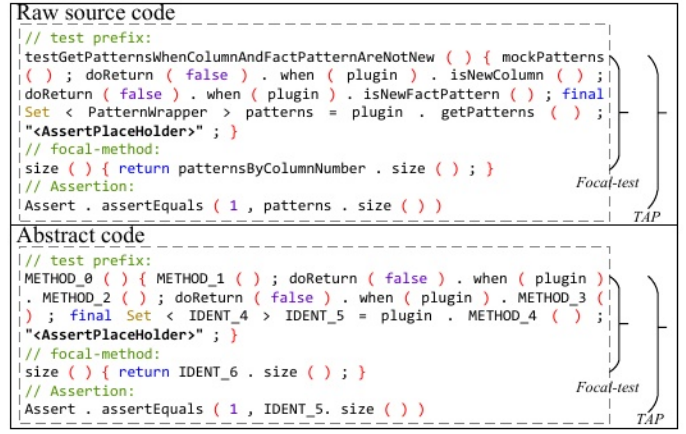 Raw source code
// test prefix:
testGetPatternsWhenColumnAndFactPatternAreNotNew ( ) { mockPatterns
( ) ; doReturn ( false ) . when ( plugin ) . isNewColumn ( ) ;
doReturn ( false ) . when ( plugin ) . isNewFactPattern ( ) ; final
Set < PatternWrapper > patterns = plugin . getPatterns ( ) ;
"<AssertPlaceHolder>" ; }
// focal-method:
size ( ) { return patternsByColumnNumber . size ( ) ; }
// Assertion:
Assert . assertEquals ( 1 , patterns . size ( ) )
Focal-test
TAP
Abstract code
// test prefix:
METHOD_0 ( ) { METHOD_1 ( ) ; doReturn ( false ) . when ( plugin )
. METHOD_2 ( ) ; doReturn ( false ) . when ( plugin ) . METHOD_3 (
) ; final Set < IDENT_4 > IDENT_5 = plugin . METHOD_4 ( ) ;
"<AssertPlaceHolder>" ; }
// focal-method:
size ( ) { return IDENT_6 . size ( ) ; }
// Assertion:
Assert . assertEquals ( 1 , IDENT_5. size ( ) )
Focal-test
TAP